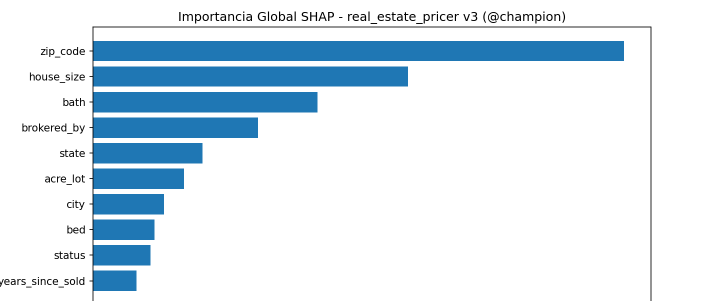 Importancia Global SHAP - real_estate_pricer v3 (@champion)
zip_code
house_size
bath
brokered_by
state
acre_lot
city
bed
status
years_since_sold